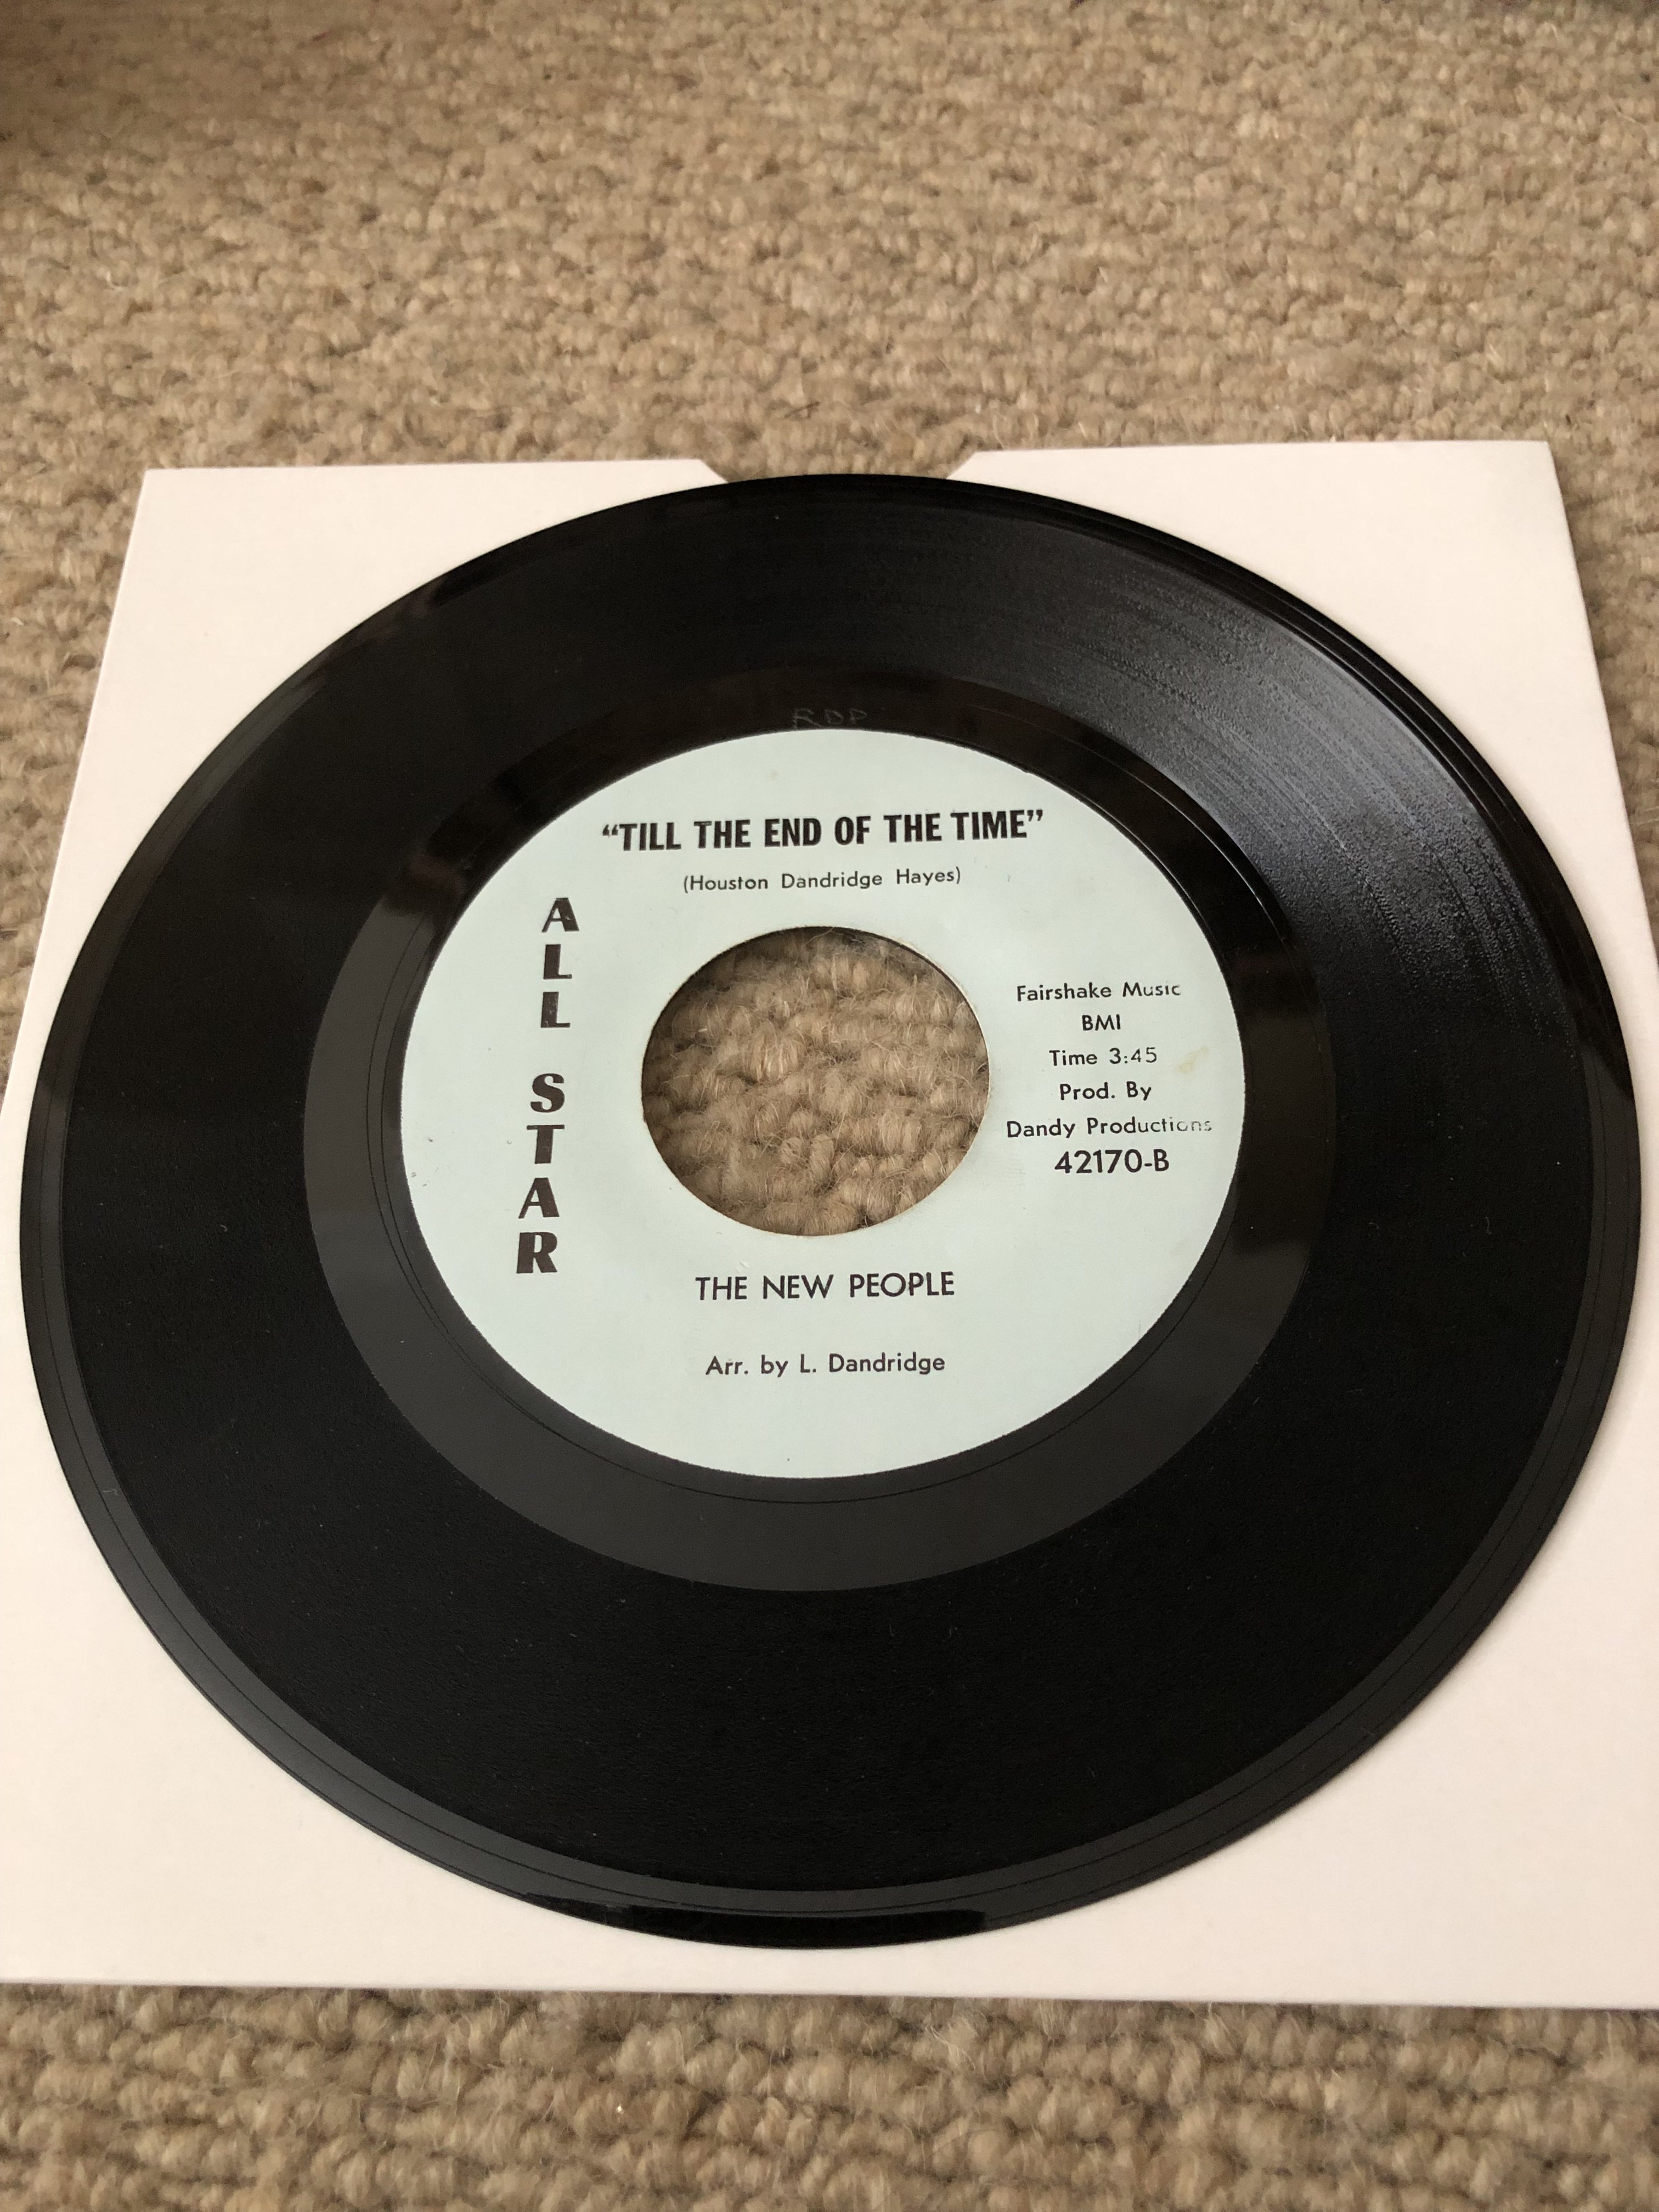 RDP
“TILL THE END OF THE TIME”
(Houston Dandridge Hayes)
ALL STAR
Fairshake Music
BMI
Time 3:45
Prod. By
Dandy Productions
42170-B
THE NEW PEOPLE
Arr. by L. Dandridge